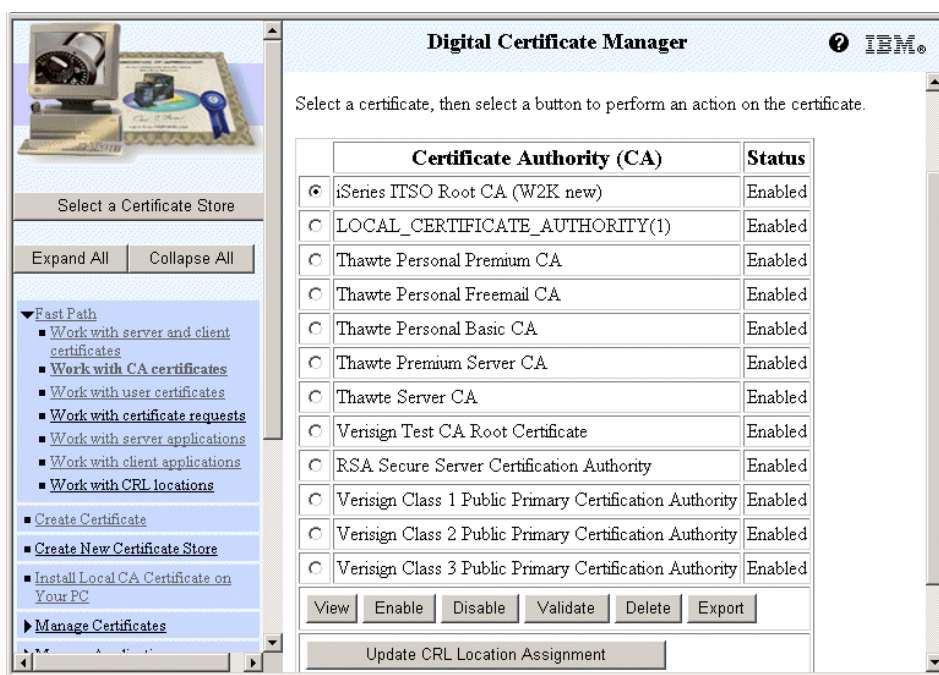 Digital Certificate Manager
IBM®
Select a Certificate Store
Expand All
Collapse All
Fast Path
Work with server and client
certificates
Work with CA certificates
Work with user certificates
Work with certificate requests
Work with server applications
Work with client applications
Work with CRL locations
Create Certificate
Create New Certificate Store
Install Local CA Certificate on
Your PC
Manage Certificates
Select a certificate, then select a button to perform an action on the certificate.
Certificate Authority (CA) Status
iSeries ITSO Root CA (W2K new) Enabled
LOCAL_CERTIFICATE_AUTHORITY(1) Enabled
Thawte Personal Premium CA Enabled
Thawte Personal Freemail CA Enabled
Thawte Personal Basic CA Enabled
Thawte Premium Server CA Enabled
Thawte Server CA Enabled
Verisign Test CA Root Certificate Enabled
RSA Secure Server Certification Authority Enabled
Verisign Class 1 Public Primary Certification Authority Enabled
Verisign Class 2 Public Primary Certification Authority Enabled
Verisign Class 3 Public Primary Certification Authority Enabled
View Enable Disable Validate Delete Export
Update CRL Location Assignment